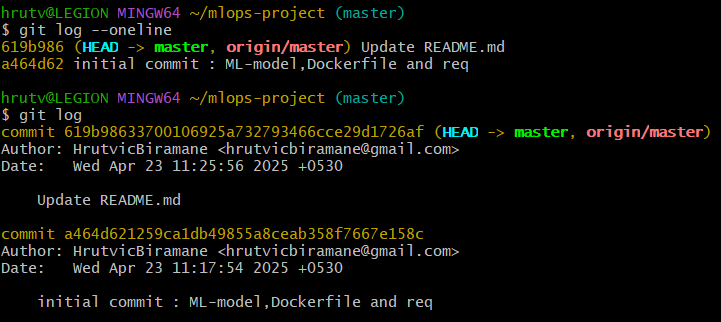 hrutv@LEGION MINGW64 ~/mlops-project (master)
$ git log --oneline
619b986 (HEAD -> master, origin/master) Update README.md
a464d62 initial commit : ML-model,Dockerfile and req
hrutv@LEGION MINGW64 ~/mlops-project (master)
$ git log
commit 619b98633700106925a732793466cce29d1726af (HEAD -> master, origin/master)
Author: HrutvicBiramane <hrutvicbiramane@gmail.com>
Date:   Wed Apr 23 11:25:56 2025 +0530
    Update README.md
commit a464d621259ca1db49855a8ceab358f7667e158c
Author: HrutvicBiramane <hrutvicbiramane@gmail.com>
Date:   Wed Apr 23 11:17:54 2025 +0530
    initial commit : ML-model,Dockerfile and req